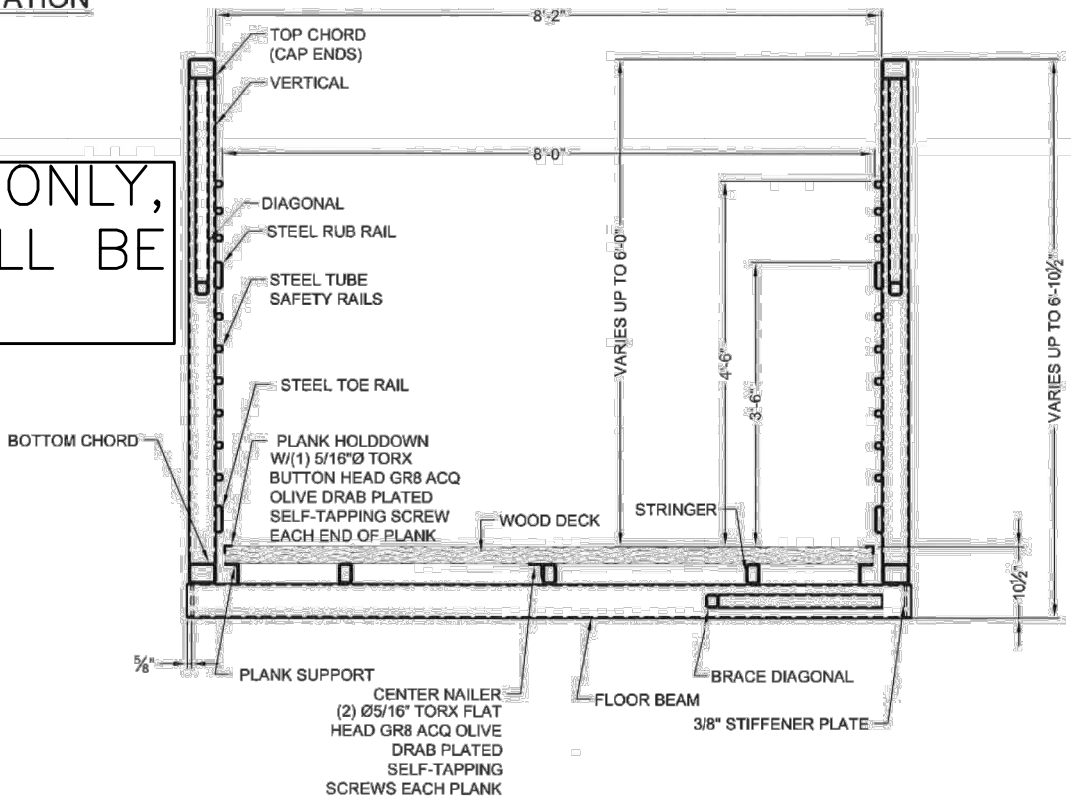 ATION
8'-2"
TOP CHORD
(CAP ENDS)
VERTICAL
8'-0"
ONLY,
LL BE
DIAGONAL
STEEL RUB RAIL
STEEL TUBE
SAFETY RAILS
VARIES UP TO 6'-0"
4'-6"
3'-6"
VARIES UP TO 6'-10½"
STEEL TOE RAIL
BOTTOM CHORD
PLANK HOLDDOWN
W/(1) 5/16"Ø TORX
BUTTON HEAD GR8 ACQ
OLIVE DRAB PLATED
SELF-TAPPING SCREW
EACH END OF PLANK
WOOD DECK
STRINGER
10½"
⅝"
PLANK SUPPORT
CENTER NAILER
(2) Ø5/16" TORX FLAT
HEAD GR8 ACQ OLIVE
DRAB PLATED
SELF-TAPPING
SCREWS EACH PLANK
FLOOR BEAM
BRACE DIAGONAL
3/8" STIFFENER PLATE